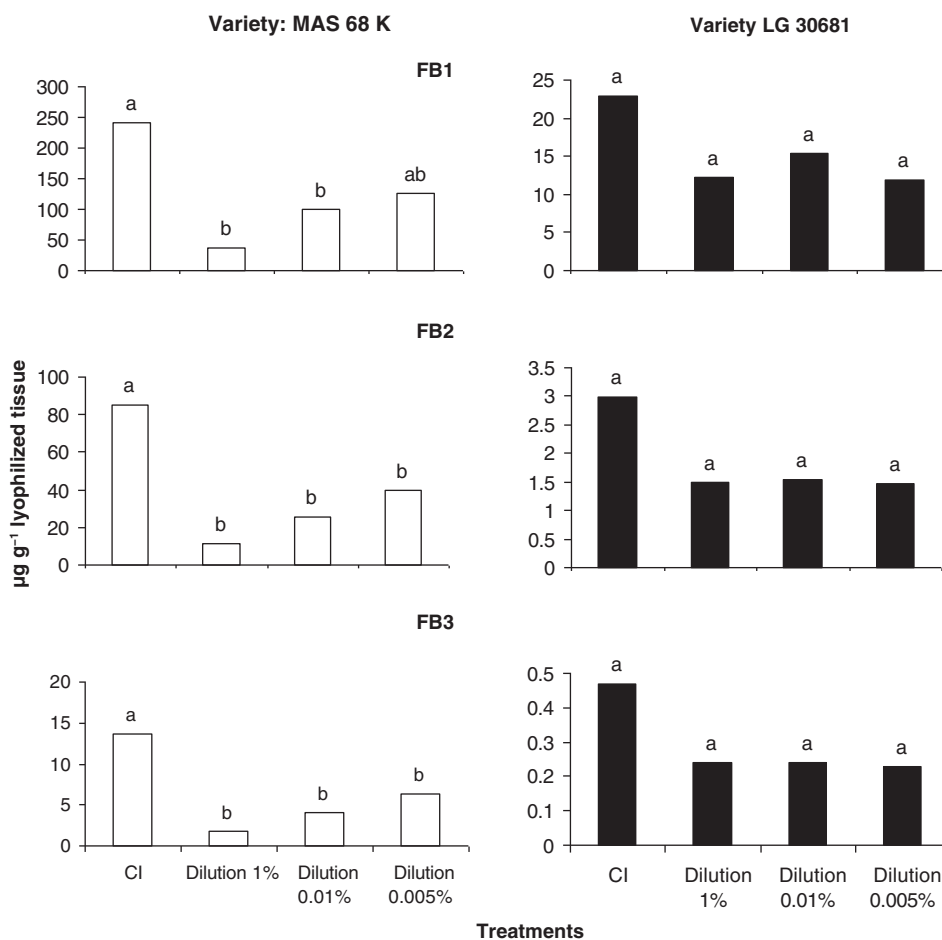 Variety: MAS 68 K
Variety LG 30681
FB1
300
250
200
150
100
50
0
a
b
b
ab
25
20
15
10
5
0
a
a
a
a
FB2
µg g⁻¹ lyophilized tissue
100
80
60
40
20
0
a
b
b
b
3.5
3
2.5
2
1.5
1
0.5
0
a
a
a
a
FB3
20
15
10
5
0
a
b
b
b
CI
Dilution 1%
Dilution
0.01%
Dilution
0.005%
0.5
0.4
0.3
0.2
0.1
0
a
a
a
a
CI
Dilution
1%
Dilution
0.01%
Dilution
0.005%
Treatments